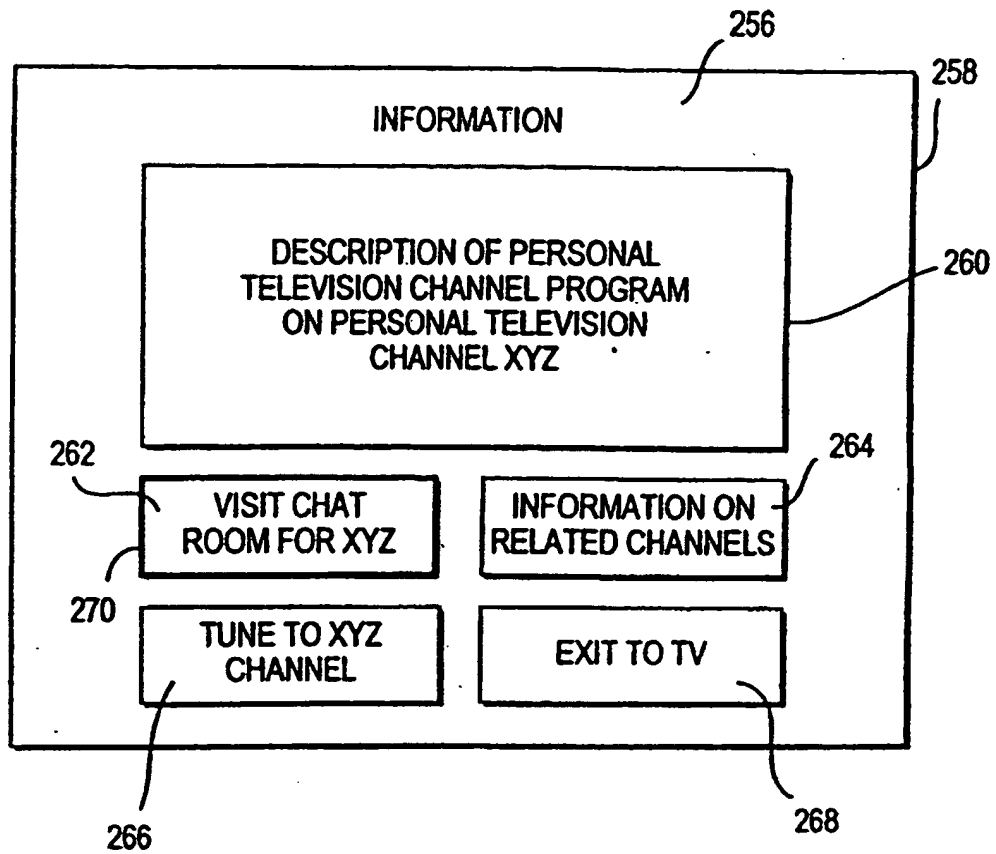 256
258
INFORMATION
DESCRIPTION OF PERSONAL
TELEVISION CHANNEL PROGRAM
ON PERSONAL TELEVISION
CHANNEL XYZ
260
262
264
VISIT CHAT
ROOM FOR XYZ
INFORMATION ON
RELATED CHANNELS
270
TUNE TO XYZ
CHANNEL
EXIT TO TV
266
268